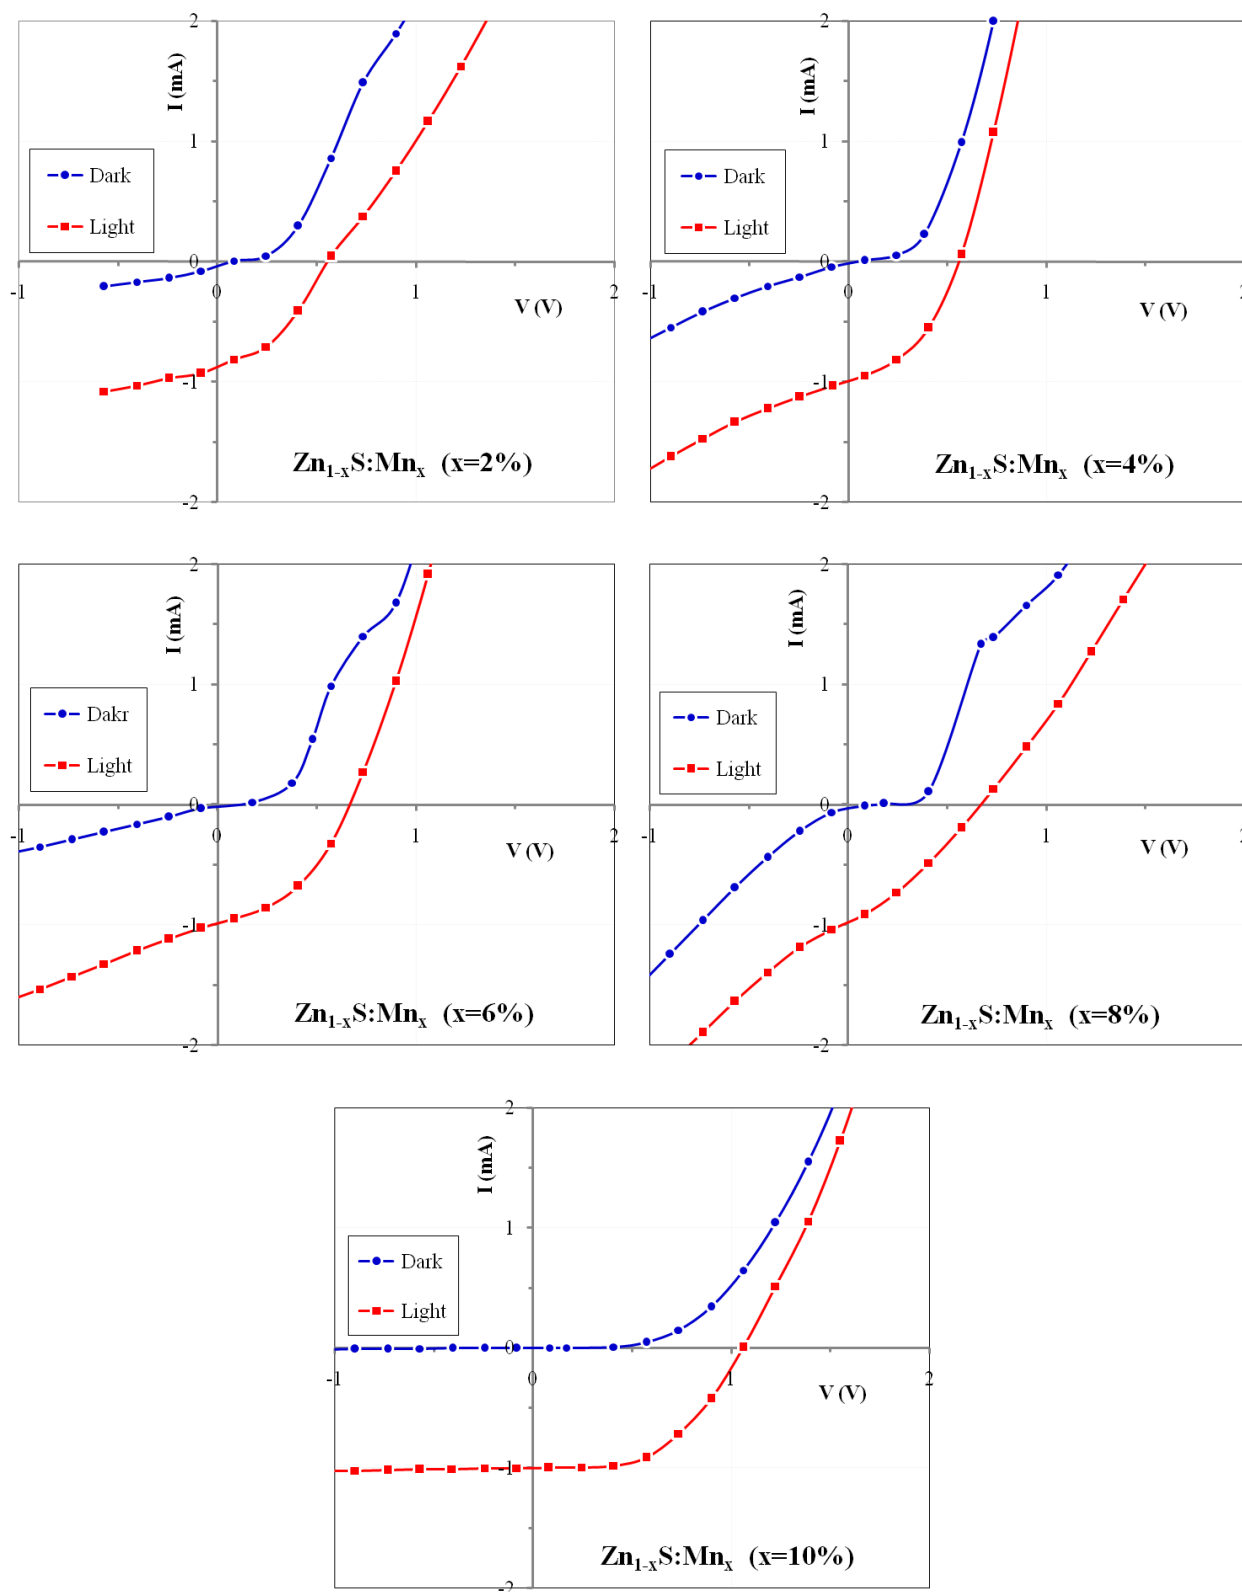 I (mA)
2
1
0
-1
-2
-1
0
1
2
V (V)
Dark
Light
Zn1-xS:Mnx (x=2%)
I (mA)
2
1
0
-1
-2
-1
0
1
2
V (V)
Dark
Light
Zn1-xS:Mnx (x=4%)
I (mA)
2
1
0
-1
-2
-1
0
1
2
V (V)
Dakr
Light
Zn1-xS:Mnx (x=6%)
I (mA)
2
1
0
-1
-2
-1
0
1
2
V (V)
Dark
Light
Zn1-xS:Mnx (x=8%)
I (mA)
2
1
0
-1
-2
-1
0
1
2
V (V)
Dark
Light
Zn1-xS:Mnx (x=10%)